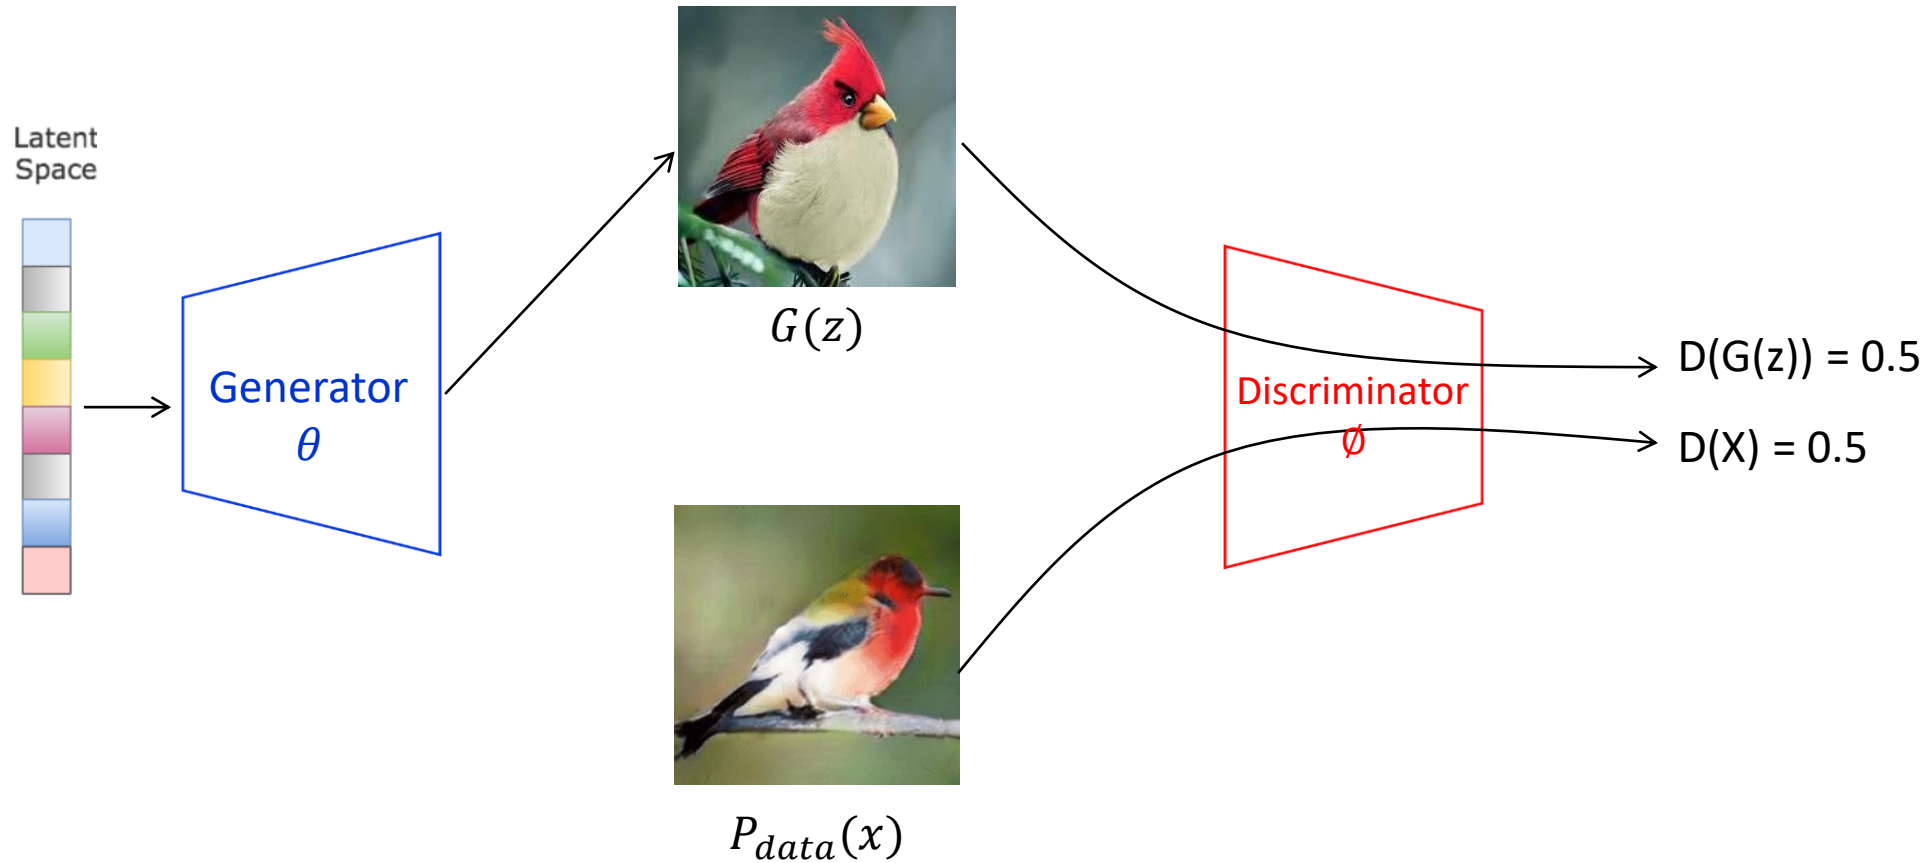 Latent
Space
Generator
θ
G(z)
P_data(x)
Discriminator
∅
D(G(z)) = 0.5
D(X) = 0.5